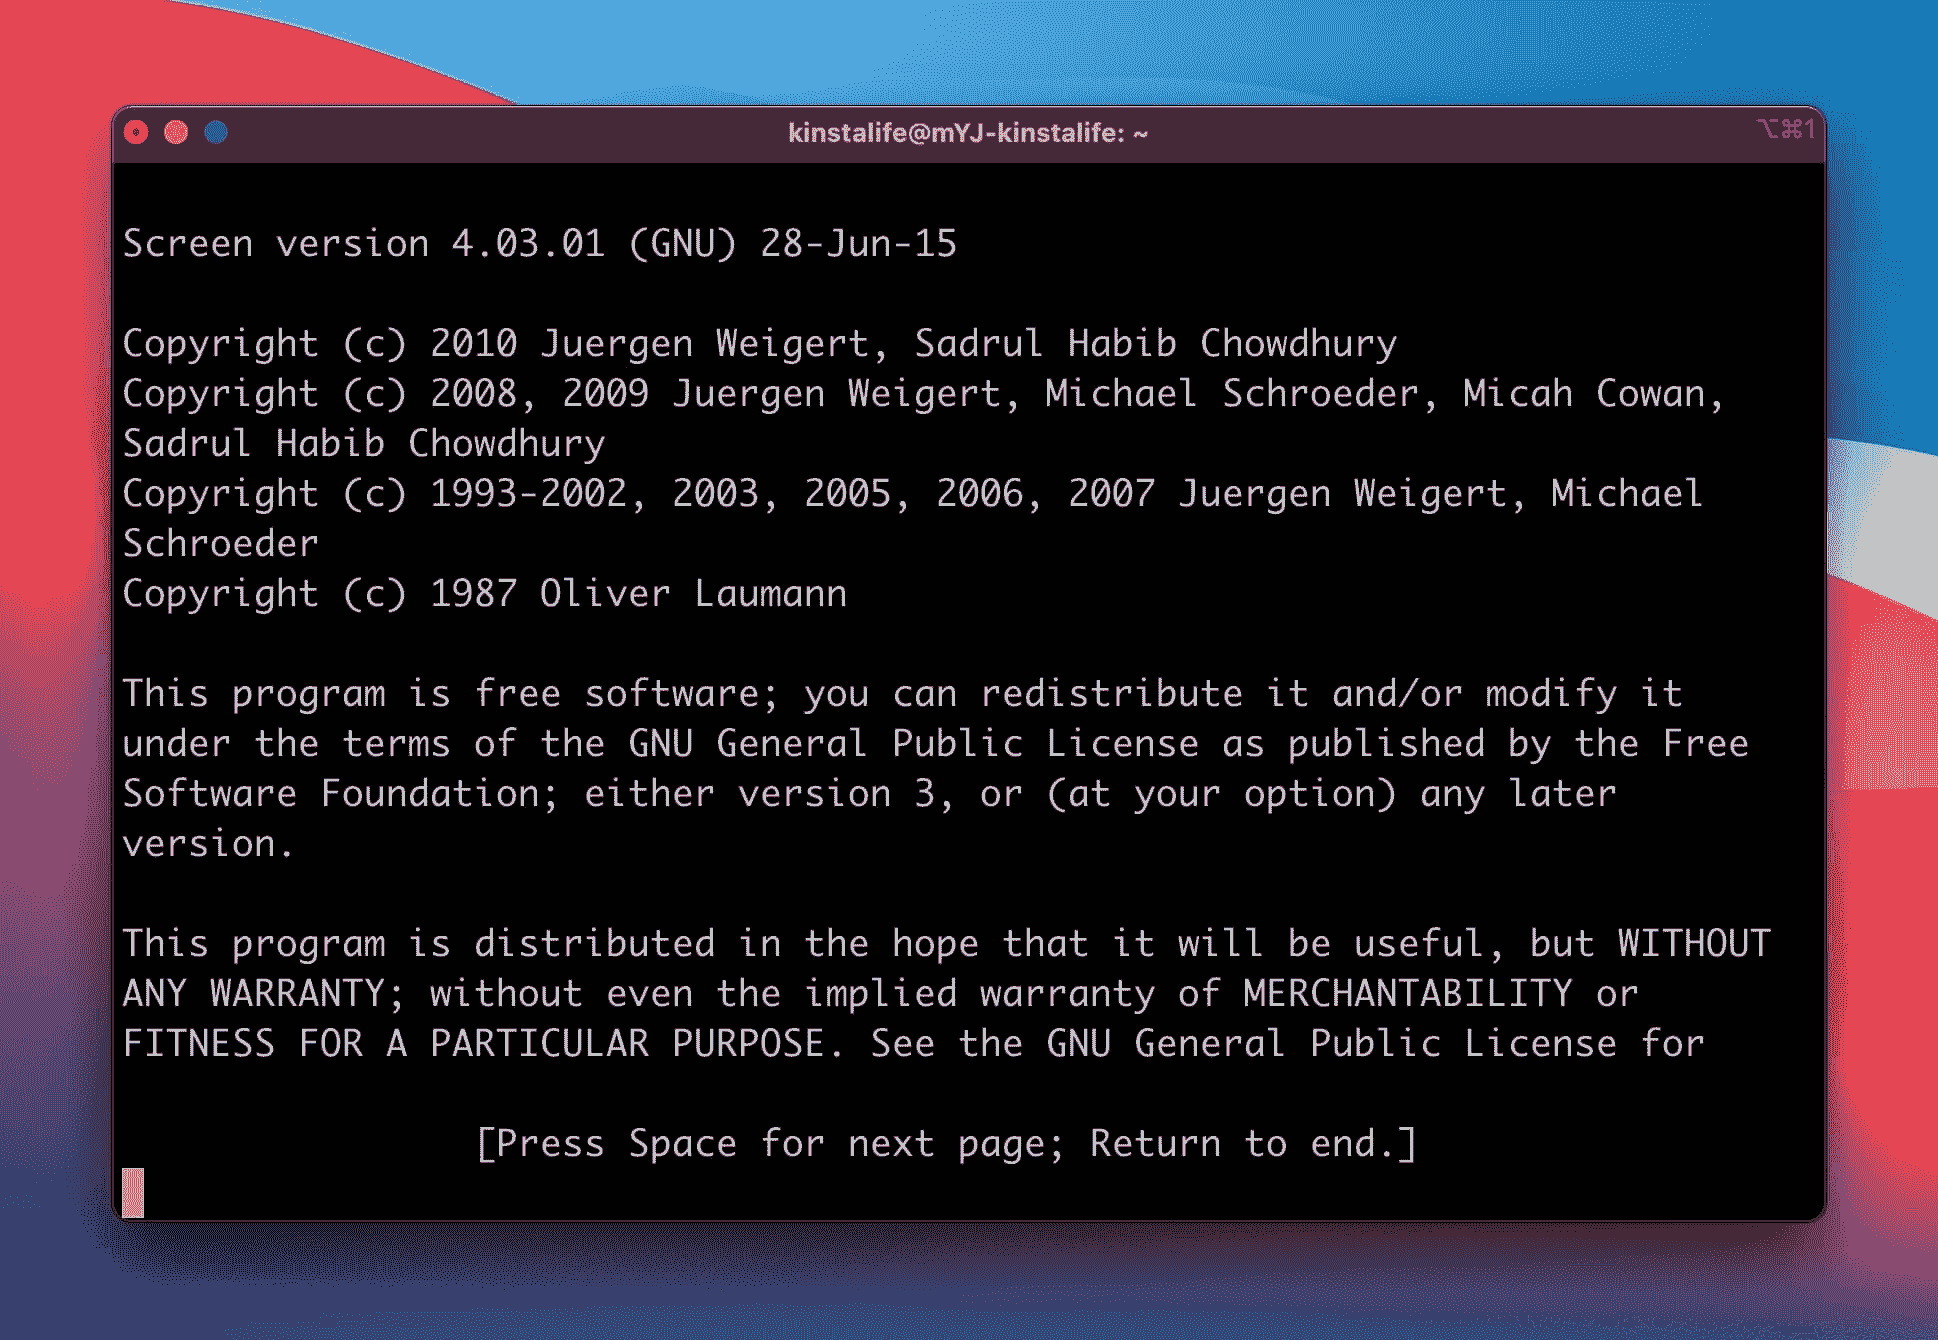 kinstalife@mYJ-kinstalife: ~
⌥⌘1
Screen version 4.03.01 (GNU) 28-Jun-15
Copyright (c) 2010 Juergen Weigert, Sadrul Habib Chowdhury
Copyright (c) 2008, 2009 Juergen Weigert, Michael Schroeder, Micah Cowan,
Sadrul Habib Chowdhury
Copyright (c) 1993-2002, 2003, 2005, 2006, 2007 Juergen Weigert, Michael
Schroeder
Copyright (c) 1987 Oliver Laumann
This program is free software; you can redistribute it and/or modify it
under the terms of the GNU General Public License as published by the Free
Software Foundation; either version 3, or (at your option) any later
version.
This program is distributed in the hope that it will be useful, but WITHOUT
ANY WARRANTY; without even the implied warranty of MERCHANTABILITY or
FITNESS FOR A PARTICULAR PURPOSE. See the GNU General Public License for
[Press Space for next page; Return to end.]